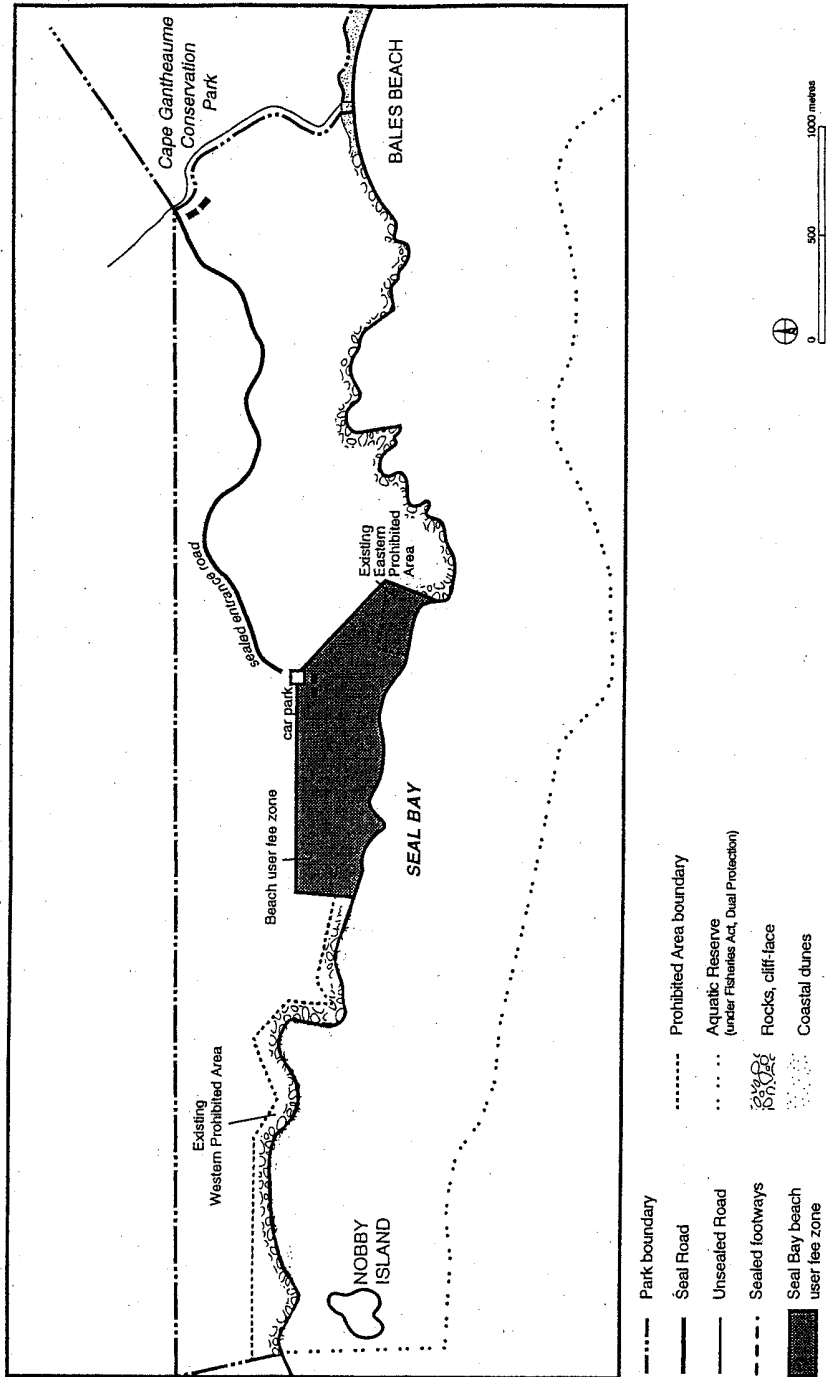 Cape Gantheaume
Conservation
Park
BALES BEACH
sealed entrance road
car park
Existing
Eastern
Prohibited
Area
Beach user fee zone
SEAL BAY
Existing
Western Prohibited Area
NOBBY
ISLAND
Park boundary
Seal Road
Unsealed Road
Sealed footways
Seal Bay beach
user fee zone
Prohibited Area boundary
Aquatic Reserve
(under Fisheries Act, Dual Protection)
Rocks, cliff-face
Coastal dunes
0 500 1000 metres